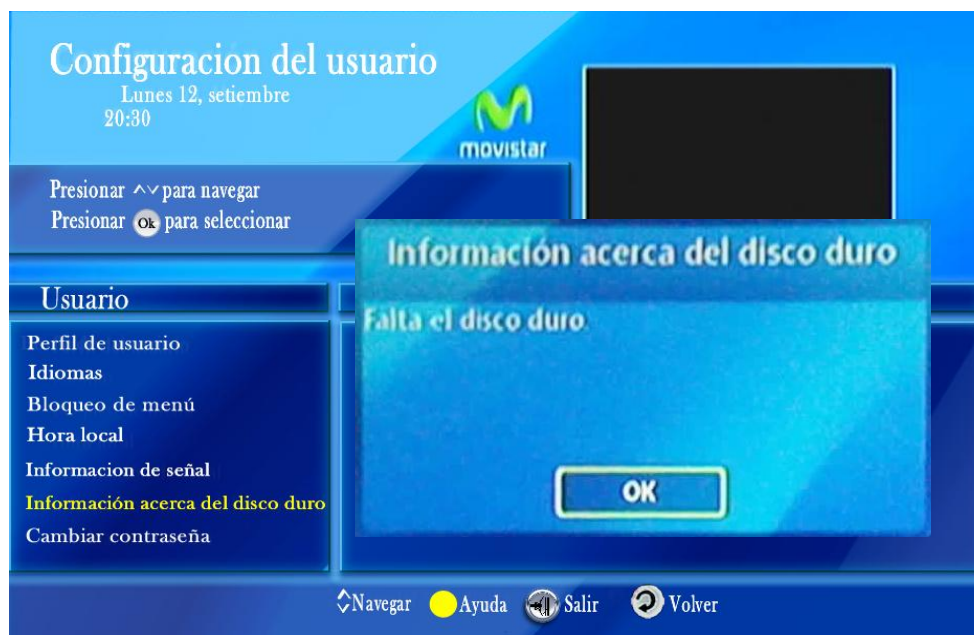 Configuracion del usuario
Lunes 12, setiembre
20:30
movistar
Presionar ^˅ para navegar
Presionar Ok para seleccionar
Información acerca del disco duro
Falta el disco duro.
OK
Usuario
Perfil de usuario
Idiomas
Bloqueo de menú
Hora local
Informacion de señal
Información acerca del disco duro
Cambiar contraseña
Navegar Ayuda Salir Volver